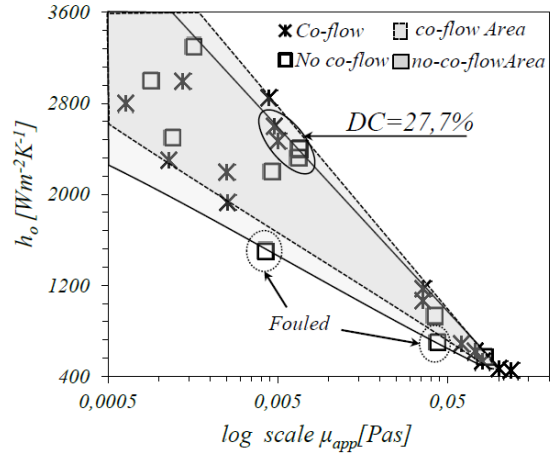 3600
2800
2000
1200
400
h_o [Wm-2K-1]
Co-flow
co-flow Area
No co-flow
no-co-flowArea
DC=27,7%
Fouled
0,0005
0,005
0,05
log scale μ_app[Pas]